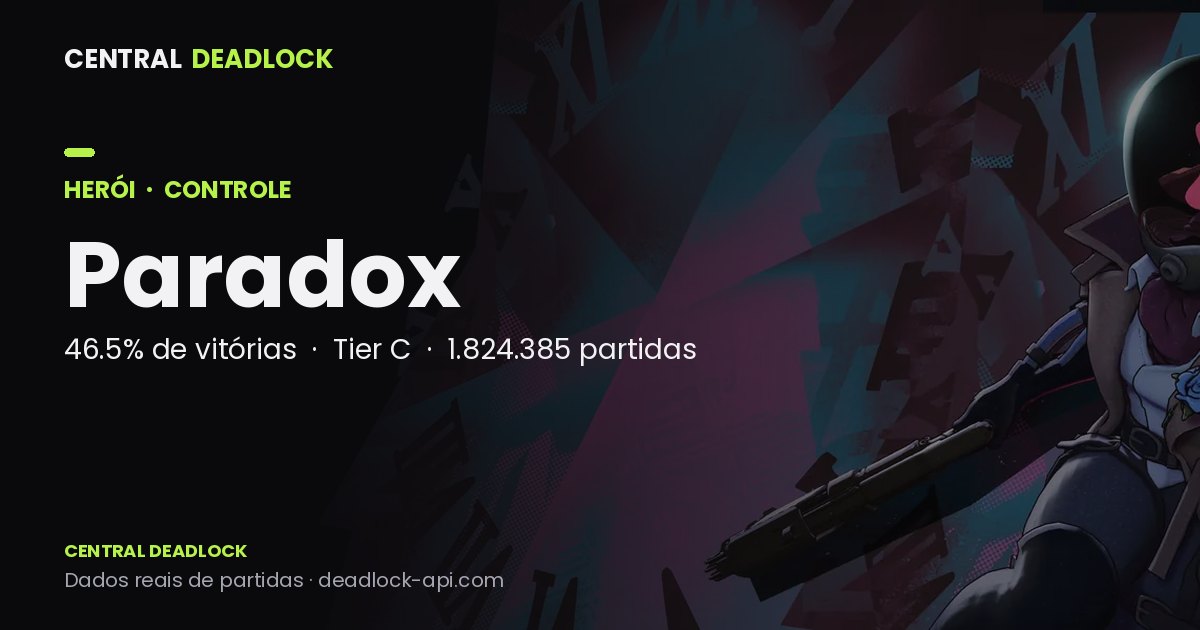 CENTRAL DEADLOCK
HERÓI · CONTROLE
Paradox
46.5% de vitórias · Tier C · 1.824.385 partidas
CENTRAL DEADLOCK
Dados reais de partidas · deadlock-api.com